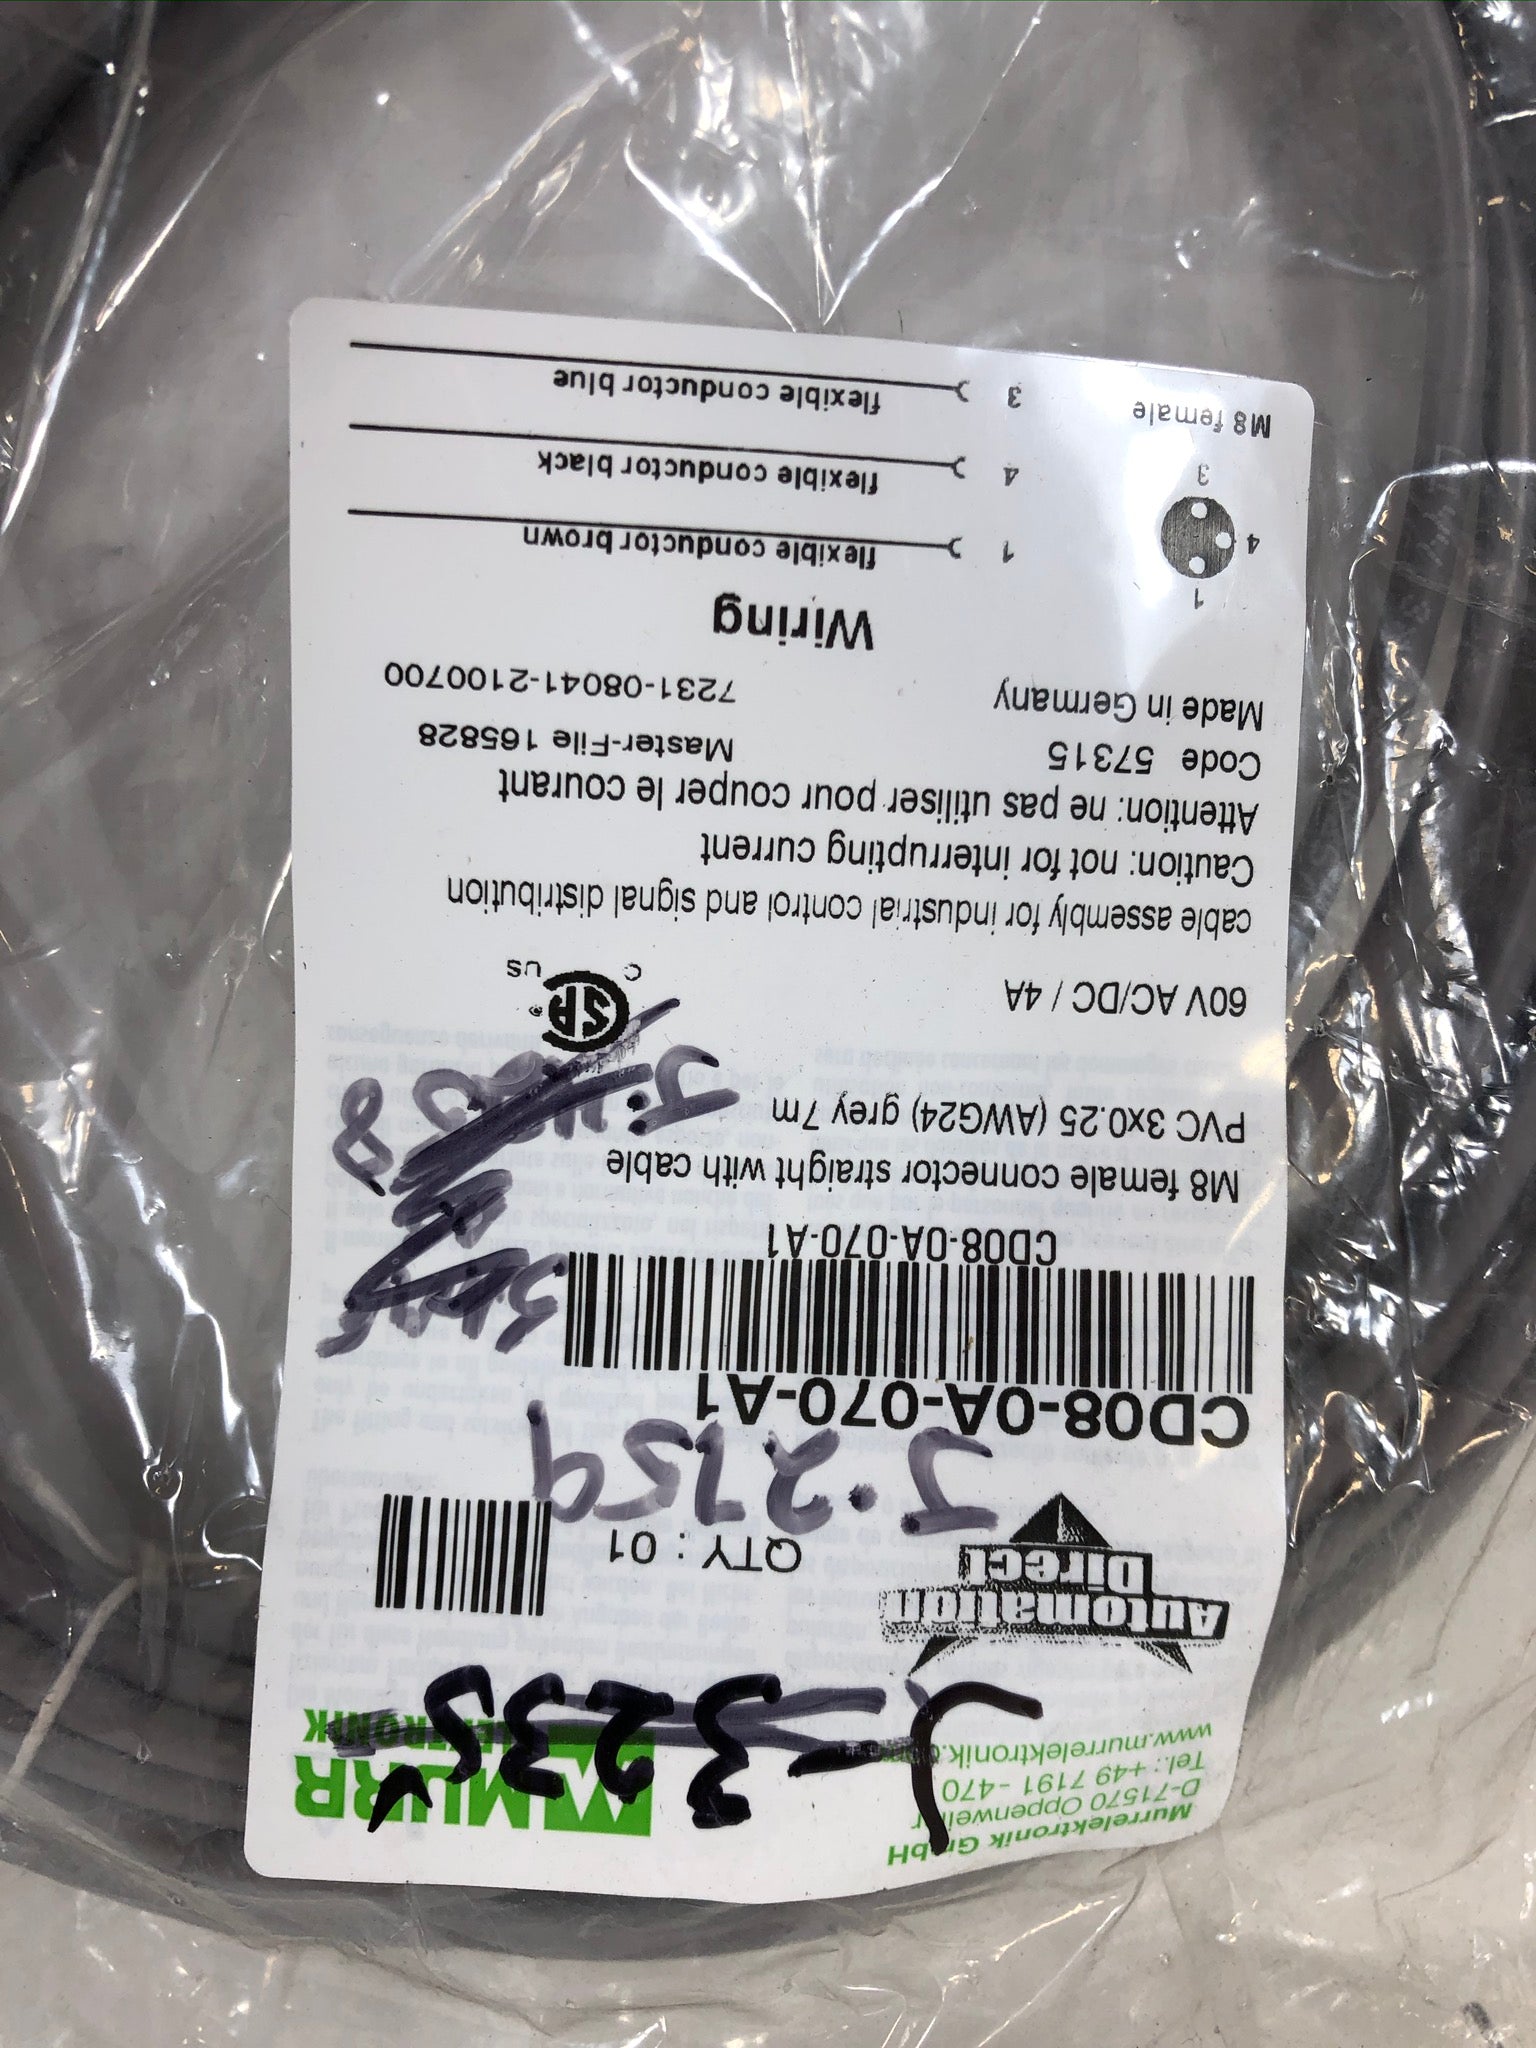 Murrelektronik GmbH
D-71570 Oppenweiler
Tel.: +49 7191 - 470
www.murrelektronik.com
MURR
ELEKTRONIK
J-3235
Automation
Direct
QTY : 01
J.2759
CD08-0A-070-A1
CD08-0A-070-A1
M8 female connector straight with cable
PVC 3x0.25 (AWG24) grey 7m
60V AC/DC / 4A
C US
cable assembly for industrial control and signal distribution
Caution: not for interrupting current
Attention: ne pas utiliser pour couper le courant
Code 57315 Master-File 165828
Made in Germany 7231-08041-2100700
Wiring
1 flexible conductor brown
4 flexible conductor black
3 flexible conductor blue
1
4
3
M8 female